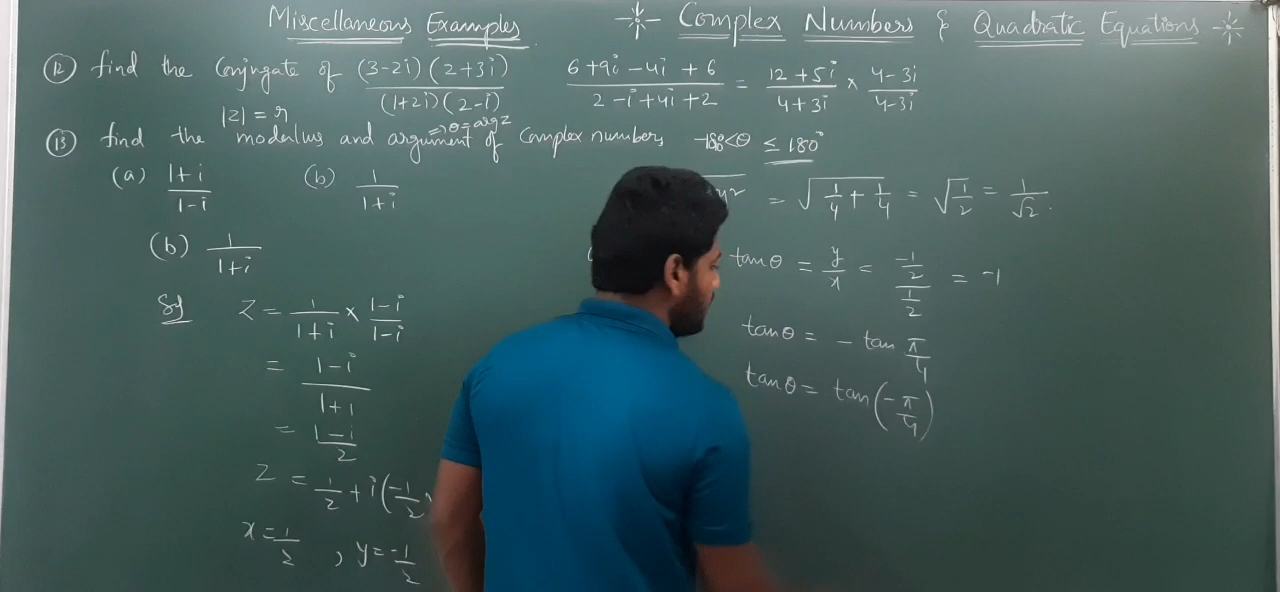 Miscellaneous Examples
Complex Numbers & Quadratic Equations
(12) find the Conjugate of (3-2i)(2+3i)/(1+2i)(2-i)
6+9i-4i+6/2-i+4i+2 = 12+5i/4+3i × 4-3i/4-3i
|z| = r
⇒ θ = arg z
(13) find the modulus and argument of Complex numbers
-180<θ ≤ 180°
(a) 1+i/1-i (b) 1/1+i
(b) 1/1+i
Sol z = 1/1+i × 1-i/1-i
= 1-i/1+1
= 1-i/2
z = 1/2 + i(-1/2
x = 1/2 , y = -1/2
y² = √1/4+1/4 = √1/2 = 1/√2.
tanθ = y/x = -1/2/1/2 = -1
tanθ = - tan π/4
tanθ = tan(-π/4)